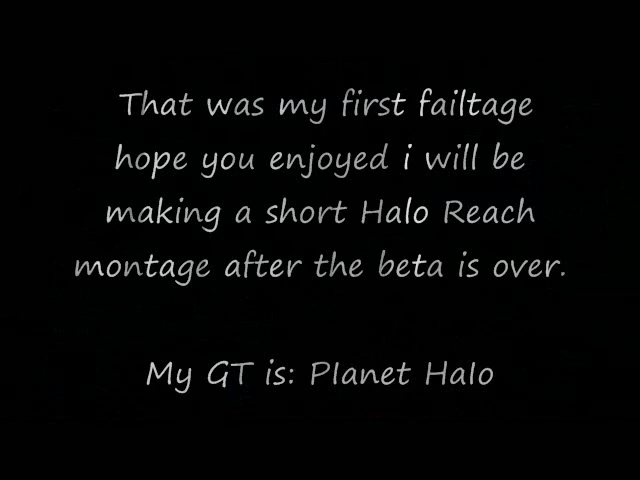 That was my first failtage
hope you enjoyed i will be
making a short Halo Reach
montage after the beta is over.
My GT is: Planet Halo